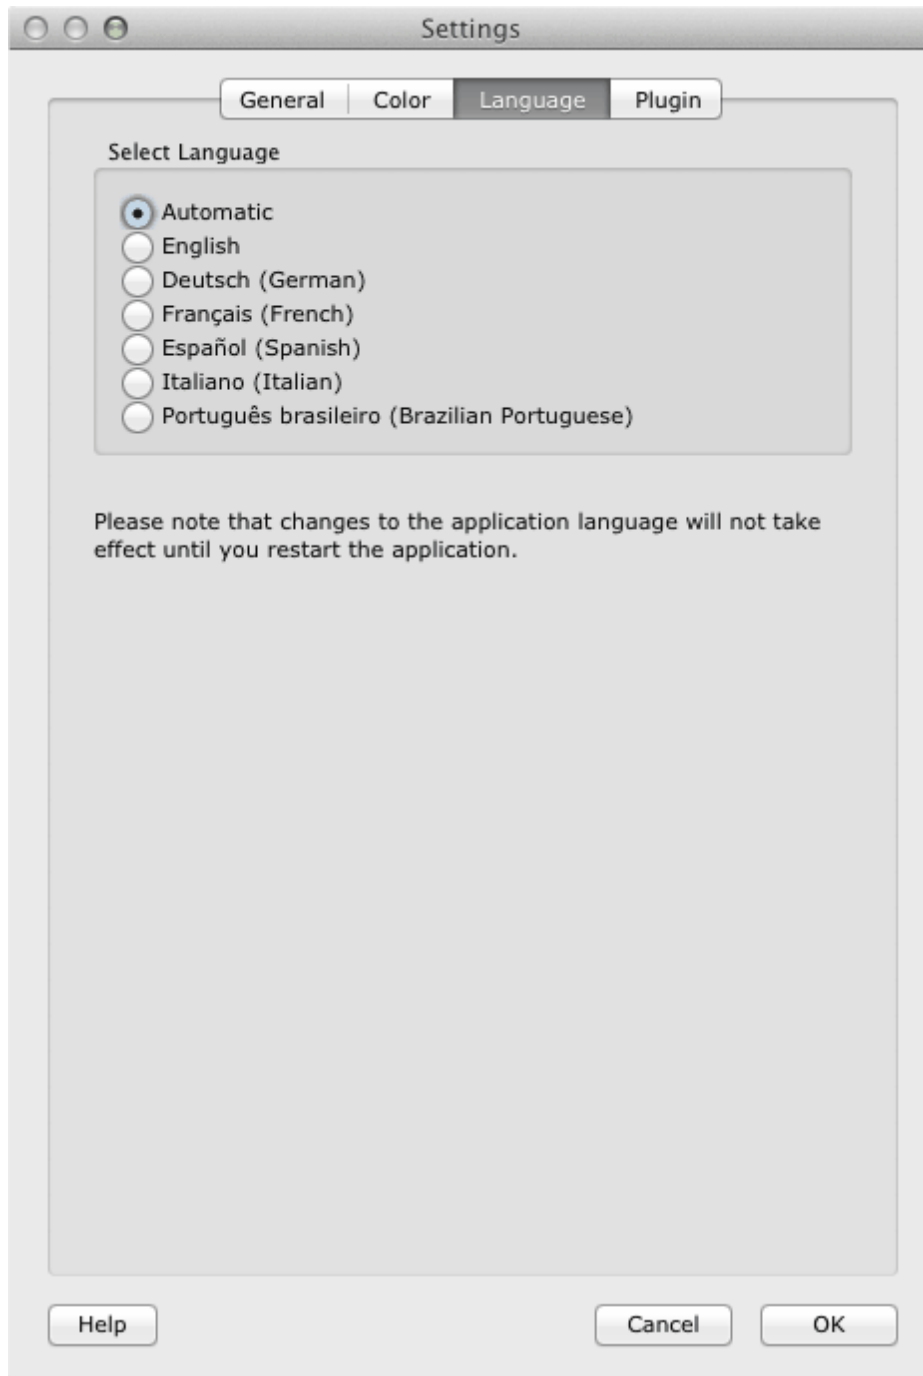 Settings
General Color Language Plugin
Select Language
Automatic
English
Deutsch (German)
Français (French)
Español (Spanish)
Italiano (Italian)
Português brasileiro (Brazilian Portuguese)
Please note that changes to the application language will not take
effect until you restart the application.
Help Cancel OK